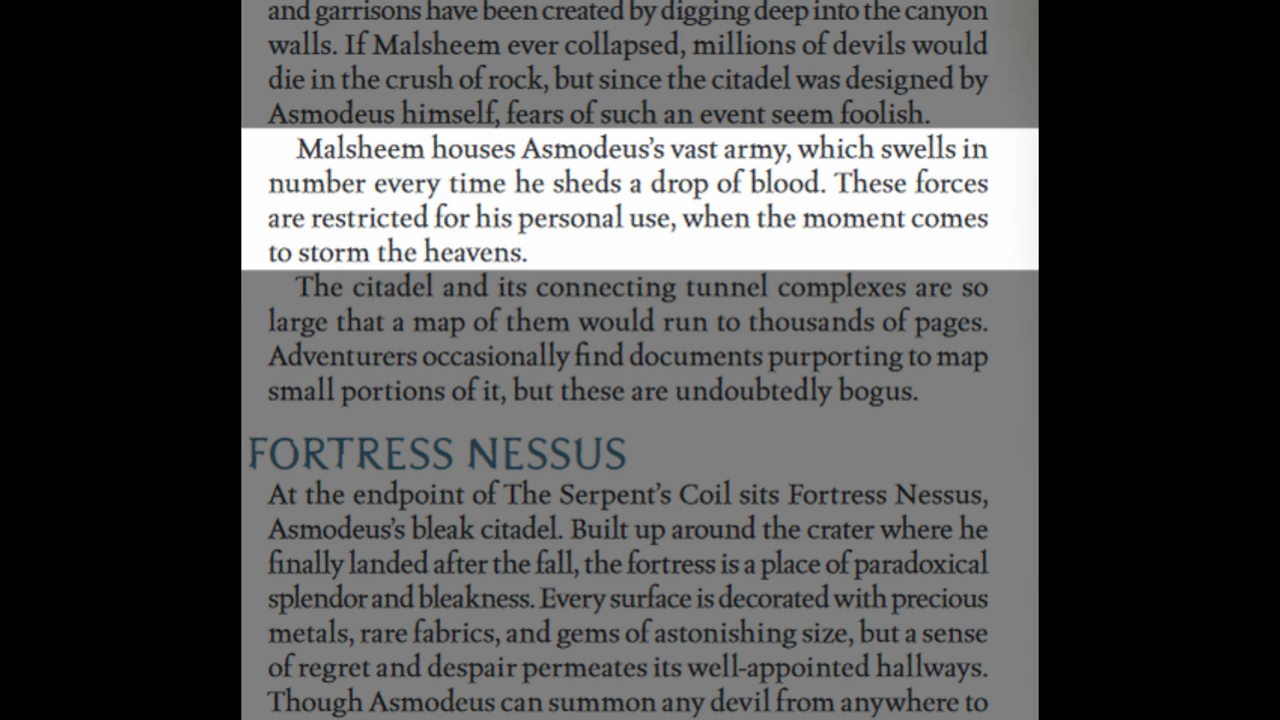 and garrisons have been created by digging deep into the canyon
walls. If Malsheem ever collapsed, millions of devils would
die in the crush of rock, but since the citadel was designed by
Asmodeus himself, fears of such an event seem foolish.
Malsheem houses Asmodeus's vast army, which swells in
number every time he sheds a drop of blood. These forces
are restricted for his personal use, when the moment comes
to storm the heavens.
The citadel and its connecting tunnel complexes are so
large that a map of them would run to thousands of pages.
Adventurers occasionally find documents purporting to map
small portions of it, but these are undoubtedly bogus.
FORTRESS NESSUS
At the endpoint of The Serpent's Coil sits Fortress Nessus,
Asmodeus's bleak citadel. Built up around the crater where he
finally landed after the fall, the fortress is a place of paradoxical
splendor and bleakness. Every surface is decorated with precious
metals, rare fabrics, and gems of astonishing size, but a sense
of regret and despair permeates its well-appointed hallways.
Though Asmodeus can summon any devil from anywhere to